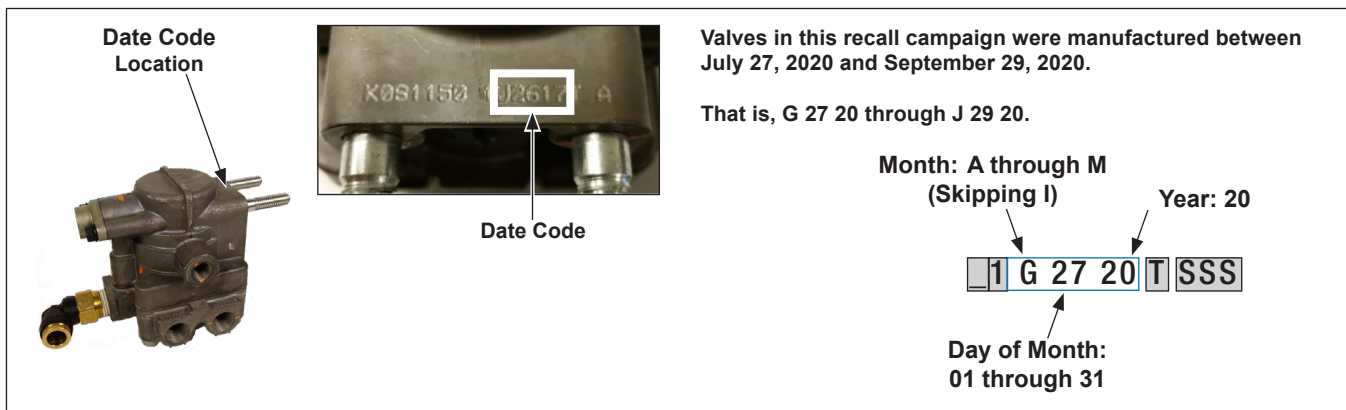 Date Code
Location
K091150 1J2617T A
Date Code
Valves in this recall campaign were manufactured between
July 27, 2020 and September 29, 2020.
That is, G 27 20 through J 29 20.
Month: A through M
(Skipping I)
Year: 20
_1 G 27 20 T SSS
Day of Month:
01 through 31